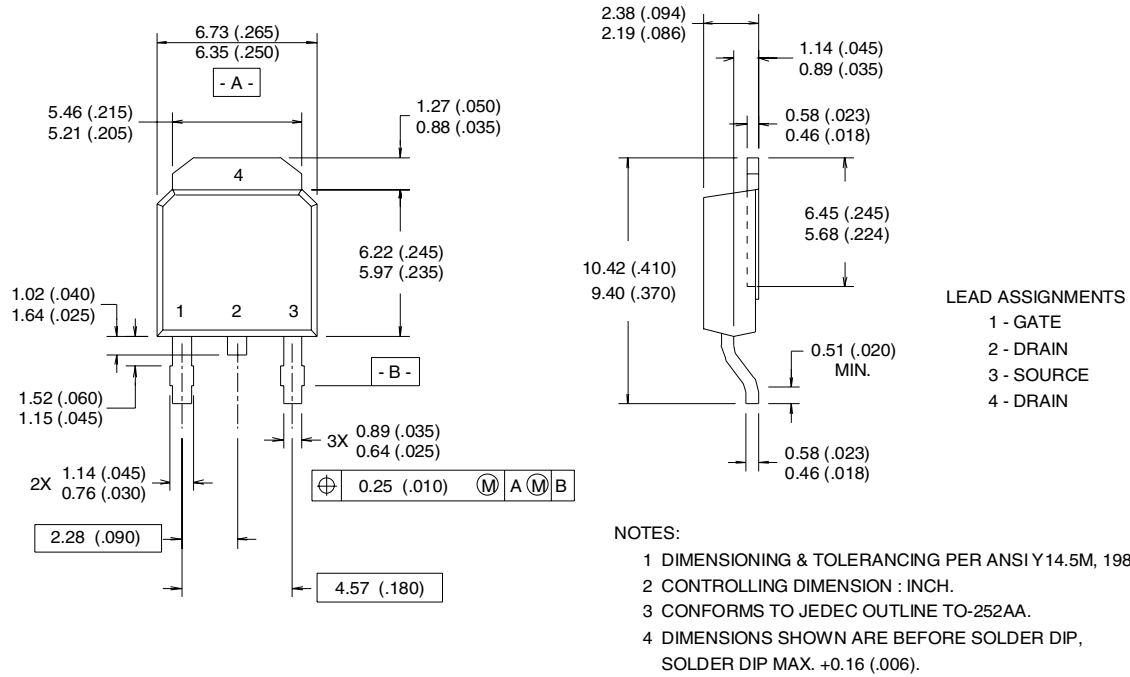 6.73 (.265)
6.35 (.250)
- A -
5.46 (.215)
5.21 (.205)
1.27 (.050)
0.88 (.035)
4
6.22 (.245)
5.97 (.235)
1.02 (.040)
1.64 (.025)
1 2 3
- B -
1.52 (.060)
1.15 (.045)
3X 0.89 (.035)
0.64 (.025)
2X 1.14 (.045)
0.76 (.030)
⌖ 0.25 (.010) Ⓜ A Ⓜ B
2.28 (.090)
4.57 (.180)
2.38 (.094)
2.19 (.086)
1.14 (.045)
0.89 (.035)
0.58 (.023)
0.46 (.018)
6.45 (.245)
5.68 (.224)
10.42 (.410)
9.40 (.370)
0.51 (.020)
MIN.
0.58 (.023)
0.46 (.018)
LEAD ASSIGNMENTS
1 - GATE
2 - DRAIN
3 - SOURCE
4 - DRAIN
NOTES:
1 DIMENSIONING & TOLERANCING PER ANSI Y14.5M, 198
2 CONTROLLING DIMENSION : INCH.
3 CONFORMS TO JEDEC OUTLINE TO-252AA.
4 DIMENSIONS SHOWN ARE BEFORE SOLDER DIP,
SOLDER DIP MAX. +0.16 (.006).